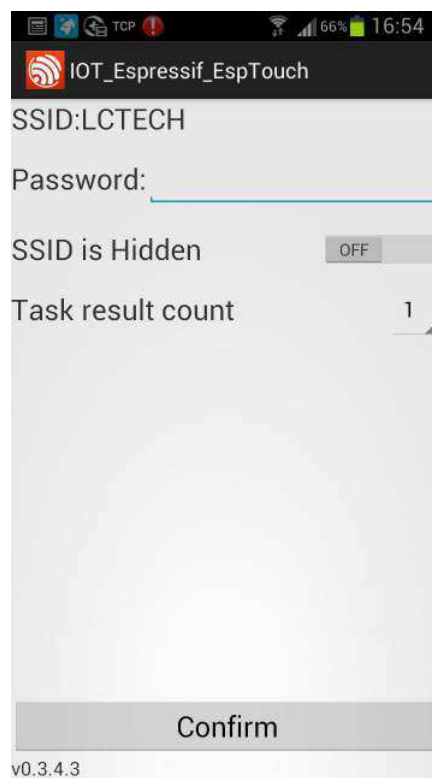 TCP 66% 16:54
IOT_Espressif_EspTouch
SSID:LCTECH
Password:
SSID is Hidden OFF
Task result count 1
Confirm
v0.3.4.3